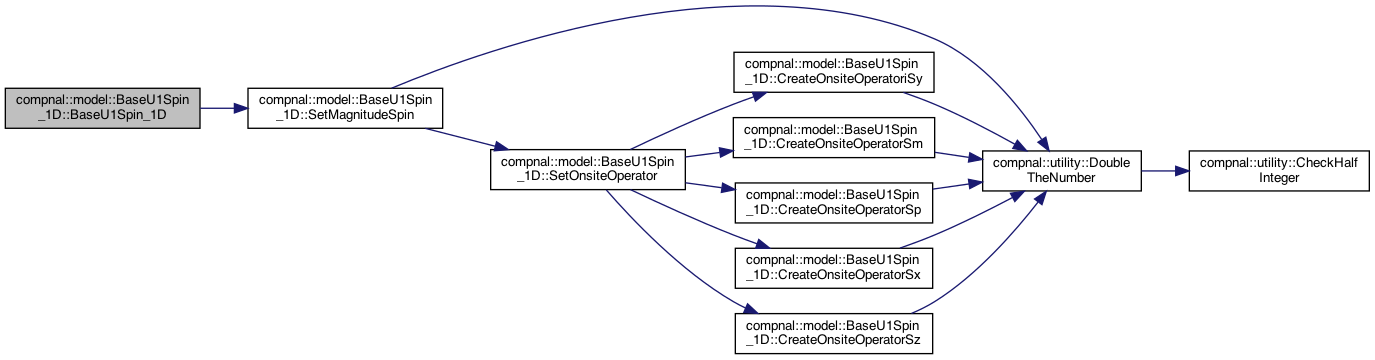 compnal::model::BaseU1Spin
_1D::BaseU1Spin_1D
compnal::model::BaseU1Spin
_1D::SetMagnitudeSpin
compnal::model::BaseU1Spin
_1D::SetOnsiteOperator
compnal::model::BaseU1Spin
_1D::CreateOnsiteOperatoriSy
compnal::model::BaseU1Spin
_1D::CreateOnsiteOperatorSm
compnal::model::BaseU1Spin
_1D::CreateOnsiteOperatorSp
compnal::model::BaseU1Spin
_1D::CreateOnsiteOperatorSx
compnal::model::BaseU1Spin
_1D::CreateOnsiteOperatorSz
compnal::utility::Double
TheNumber
compnal::utility::CheckHalf
Integer